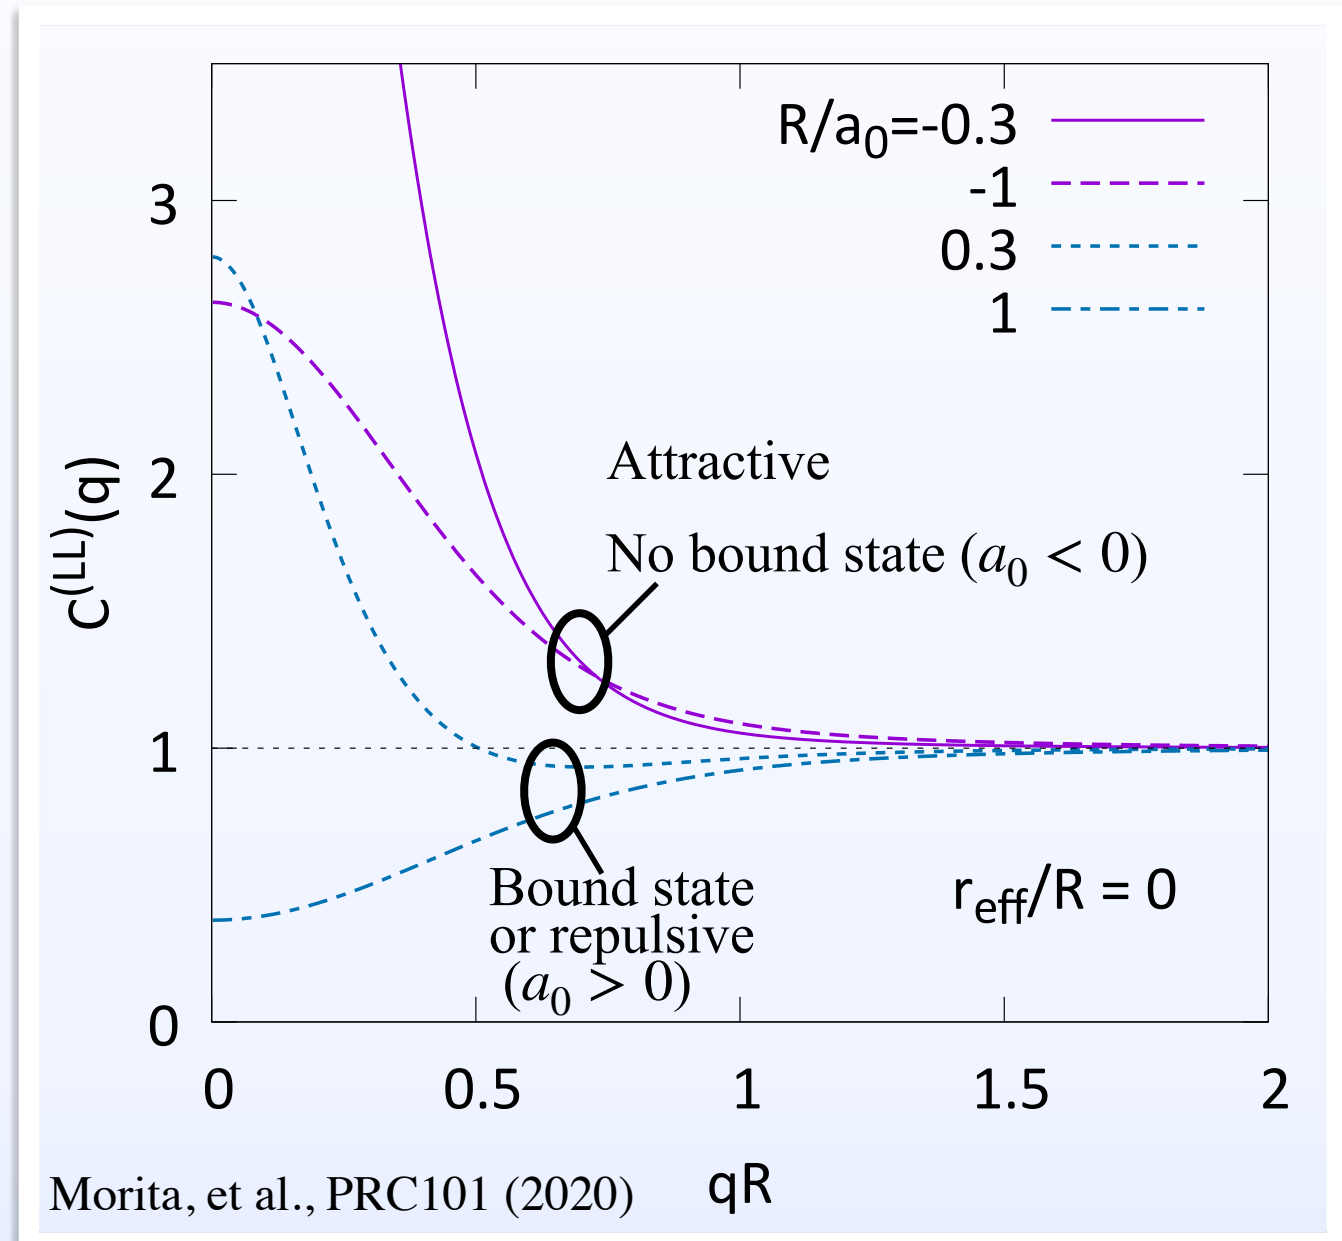 R/a₀=-0.3
-1
0.3
1
3
2
1
0
C⁽ᴸᴸ⁾(q)
Attractive
No bound state (a₀ < 0)
Bound state
or repulsive
(a₀ > 0)
r_eff/R = 0
0 0.5 1 1.5 2
qR
Morita, et al., PRC101 (2020)